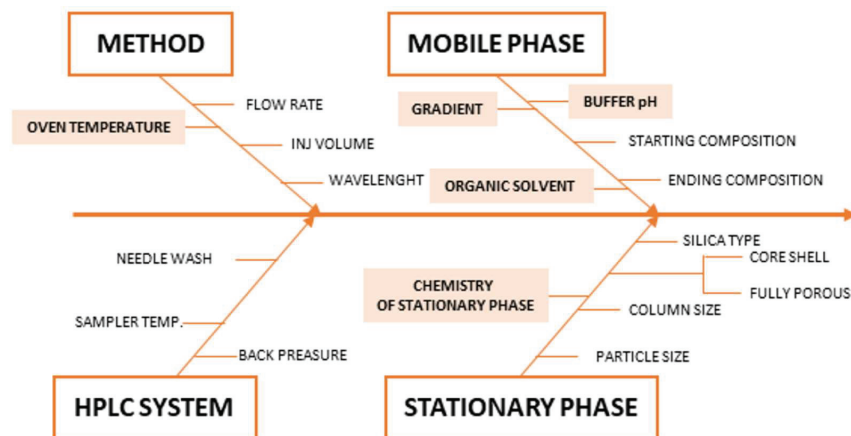 METHOD
MOBILE PHASE
FLOW RATE
OVEN TEMPERATURE
INJ VOLUME
WAVELENGHT
GRADIENT
BUFFER pH
STARTING COMPOSITION
ORGANIC SOLVENT
ENDING COMPOSITION
NEEDLE WASH
SAMPLER TEMP.
BACK PREASURE
SILICA TYPE
CORE SHELL
FULLY POROUS
CHEMISTRY
OF STATIONARY PHASE
COLUMN SIZE
PARTICLE SIZE
HPLC SYSTEM
STATIONARY PHASE